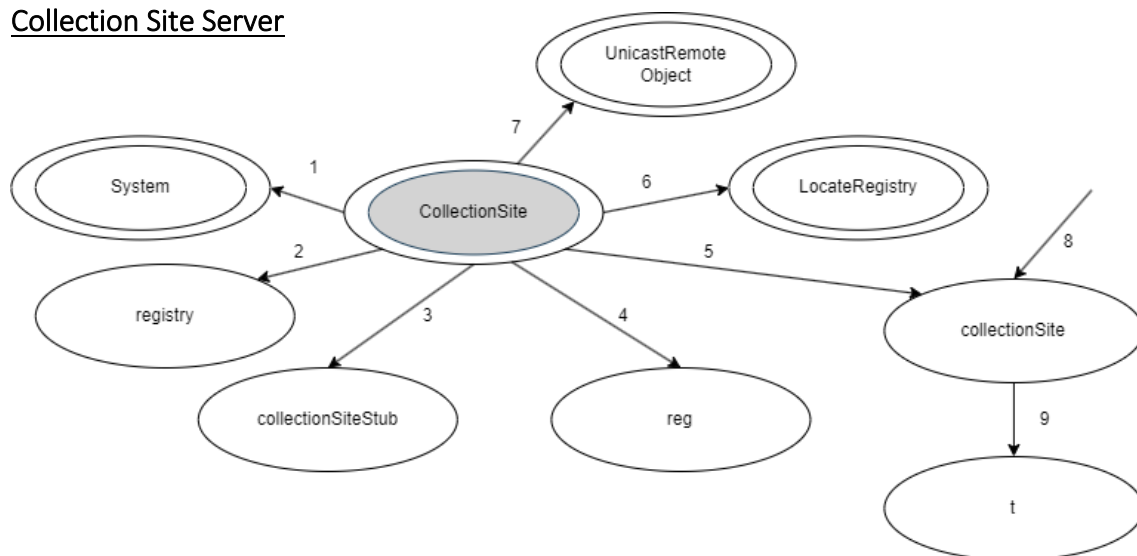 Collection Site Server
UnicastRemote
Object
7
1
System
6
LocateRegistry
CollectionSite
2
5
8
registry
3
4
collectionSite
collectionSiteStub
reg
9
t